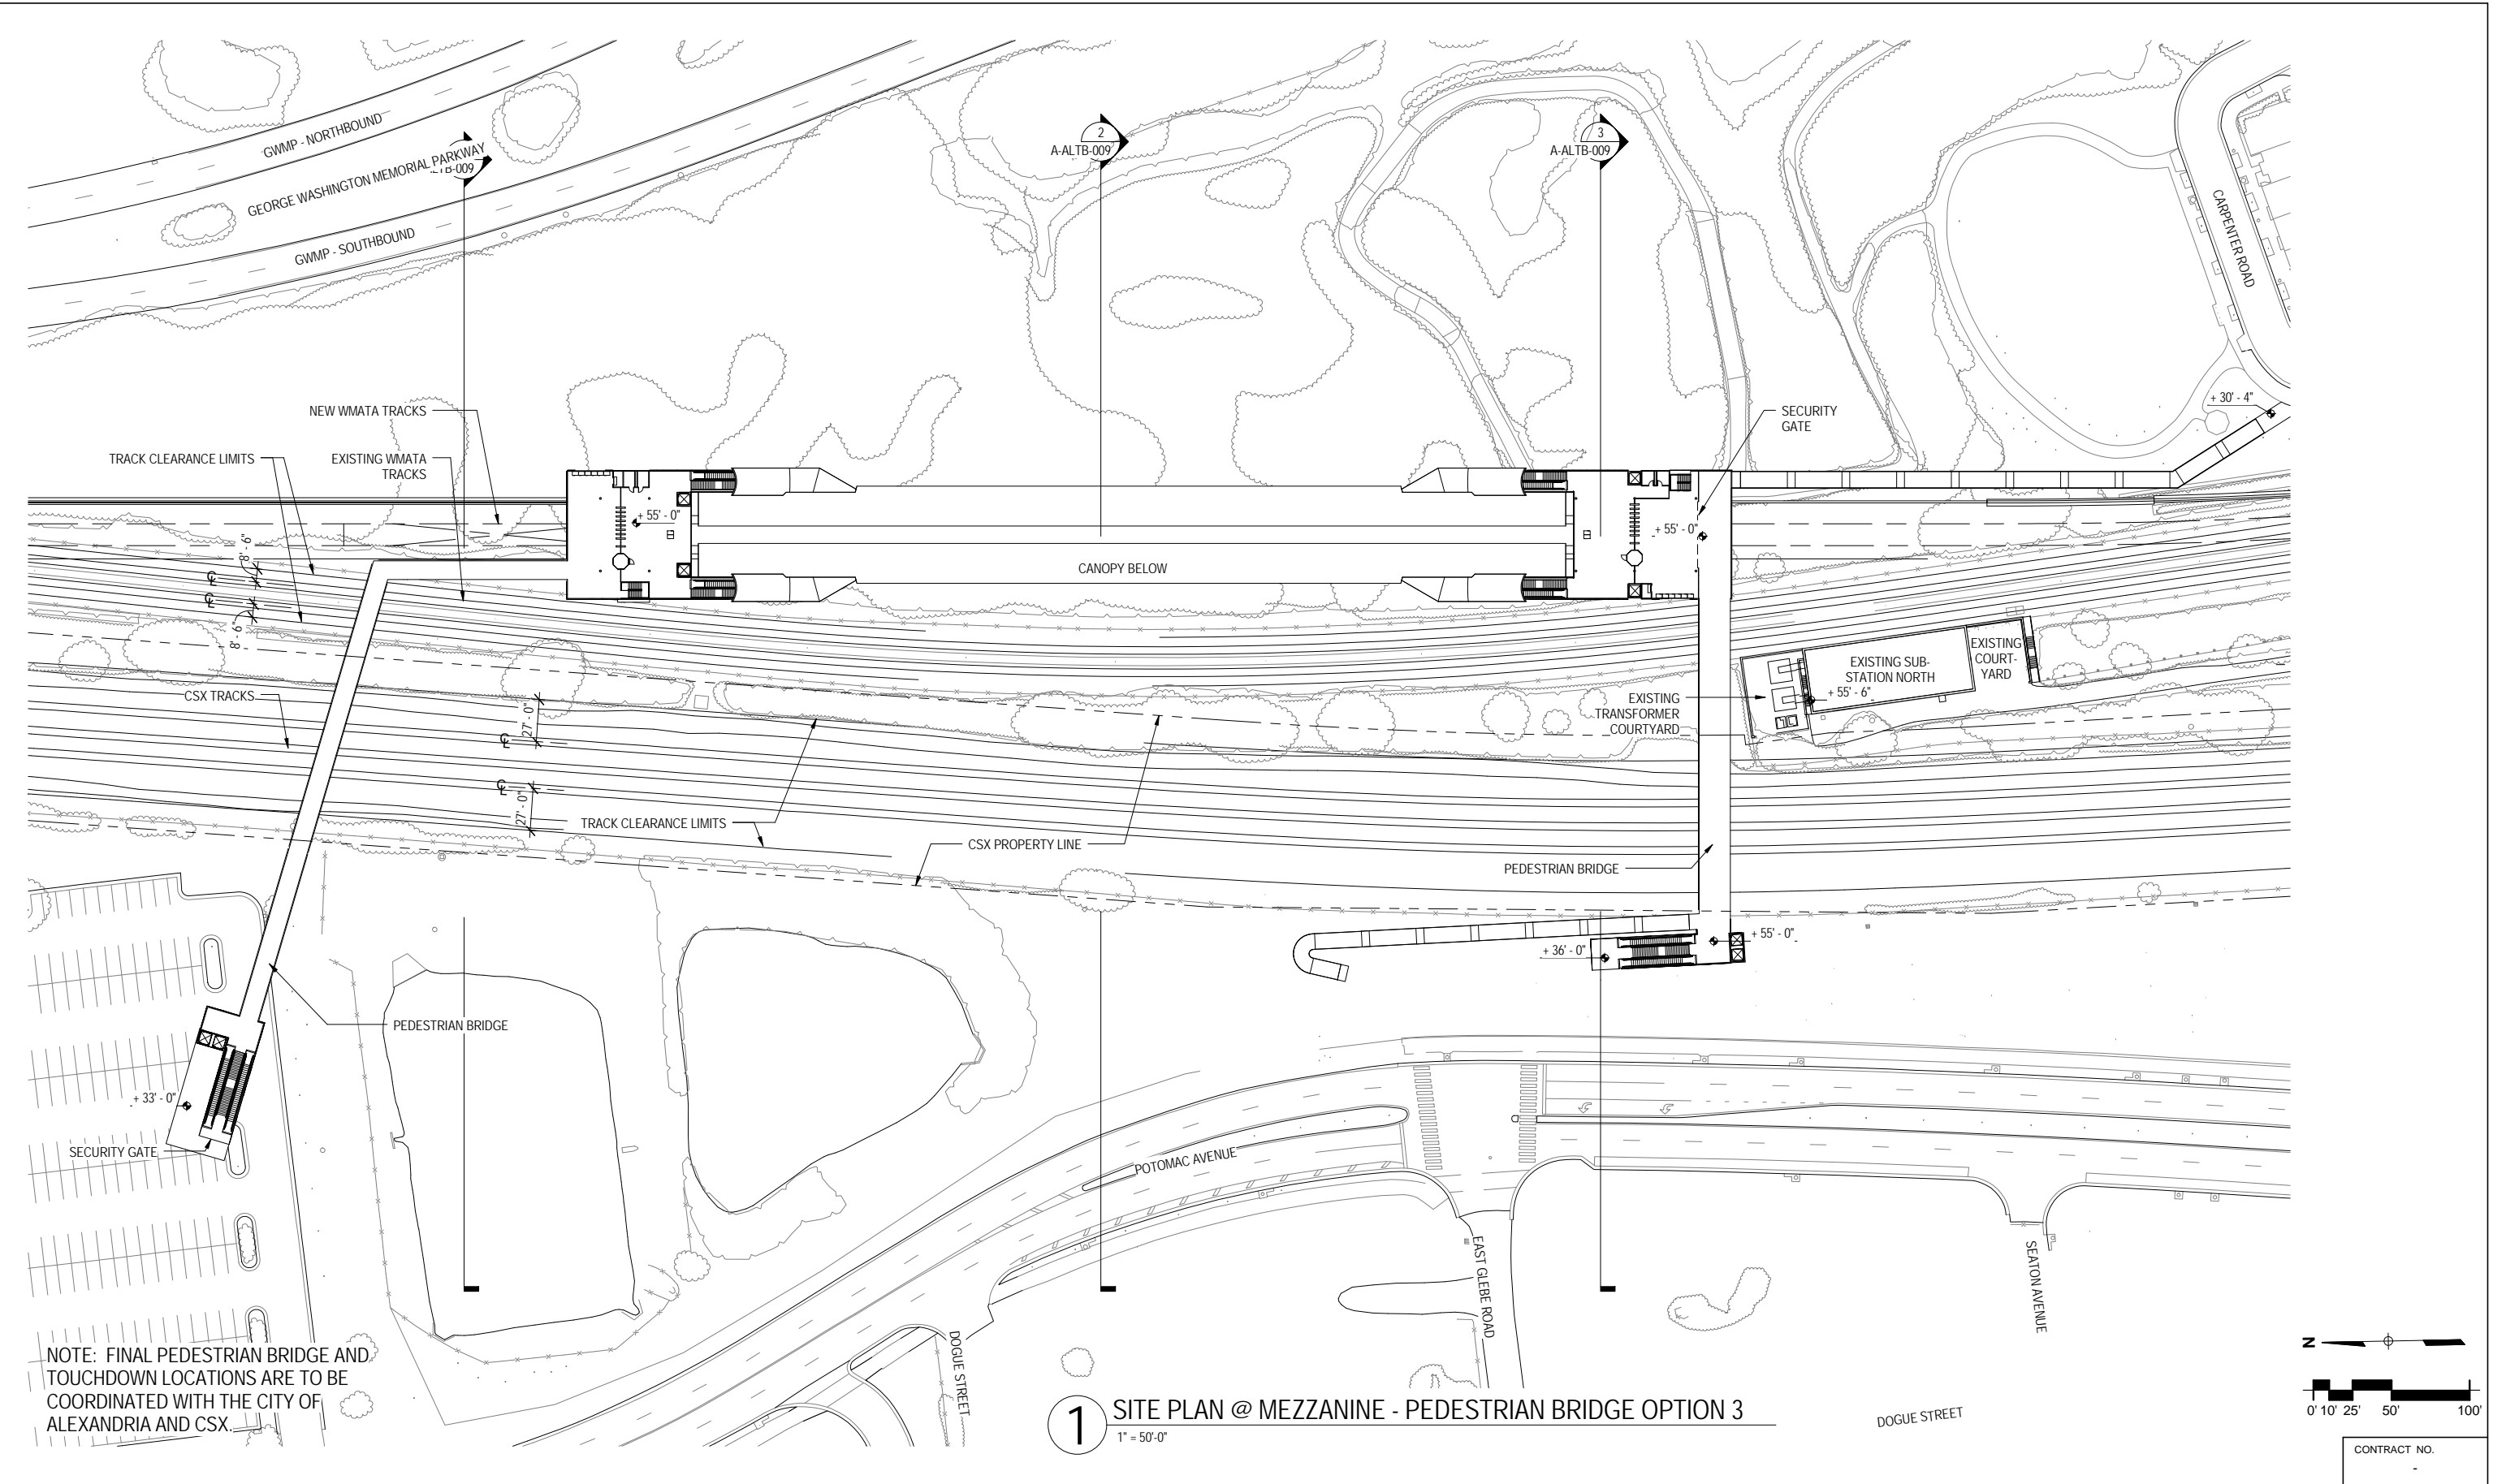 GWMP - NORTHBOUND
GEORGE WASHINGTON MEMORIAL PARKWAY
GWMP - SOUTHBOUND
2
A-ALTB-009
3
A-ALTB-009
CARPENTER ROAD
NEW WMATA TRACKS
TRACK CLEARANCE LIMITS
EXISTING WMATA
TRACKS
SECURITY
GATE
+ 30' - 4"
+ 55' - 0"
+ 55' - 0"
8' - 6"
8' - 6"
CANOPY BELOW
EXISTING SUB-
STATION NORTH
EXISTING
COURT-
YARD
+ 55' - 6"
EXISTING
TRANSFORMER
COURTYARD
CSX TRACKS
27' - 0"
27' - 0"
TRACK CLEARANCE LIMITS
CSX PROPERTY LINE
PEDESTRIAN BRIDGE
+ 36' - 0"
+ 55' - 0"
PEDESTRIAN BRIDGE
+ 33' - 0"
SECURITY GATE
POTOMAC AVENUE
EAST GLEBE ROAD
SEATON AVENUE
DOGUE STREET
DOGUE STREET
NOTE: FINAL PEDESTRIAN BRIDGE AND
TOUCHDOWN LOCATIONS ARE TO BE
COORDINATED WITH THE CITY OF
ALEXANDRIA AND CSX.
1
SITE PLAN @ MEZZANINE - PEDESTRIAN BRIDGE OPTION 3
1" = 50'-0"
N
0' 10' 25' 50' 100'
CONTRACT NO.
-